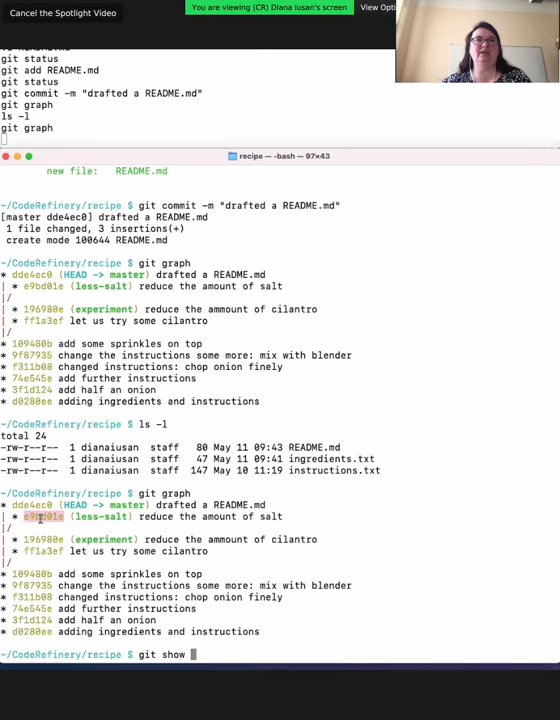 Cancel the Spotlight Video
You are viewing (CR) Diana Iusan's screen
View Opti
git status
git add README.md
git status
git commit -m "drafted a README.md"
git graph
ls -l
git graph
recipe — -bash — 97×43
new file: README.md
~/CodeRefinery/recipe $ git commit -m "drafted a README.md"
[master dde4ec0] drafted a README.md
1 file changed, 3 insertions(+)
create mode 100644 README.md
~/CodeRefinery/recipe $ git graph
* dde4ec0 (HEAD -> master) drafted a README.md
| * e9bd01e (less-salt) reduce the amount of salt
|/
| * 196980e (experiment) reduce the ammount of cilantro
| * ff1a3ef let us try some cilantro
|/
* 109480b add some sprinkles on top
* 9f87935 change the instructions some more: mix with blender
* f311b08 changed instructions: chop onion finely
* 74e545e add further instructions
* 3f1d124 add half an onion
* d0280ee adding ingredients and instructions
~/CodeRefinery/recipe $ ls -l
total 24
-rw-r--r-- 1 dianaiusan staff 80 May 11 09:43 README.md
-rw-r--r-- 1 dianaiusan staff 47 May 11 09:41 ingredients.txt
-rw-r--r-- 1 dianaiusan staff 147 May 10 11:19 instructions.txt
~/CodeRefinery/recipe $ git graph
* dde4ec0 (HEAD -> master) drafted a README.md
| * e9bd01e (less-salt) reduce the amount of salt
|/
| * 196980e (experiment) reduce the ammount of cilantro
| * ff1a3ef let us try some cilantro
|/
* 109480b add some sprinkles on top
* 9f87935 change the instructions some more: mix with blender
* f311b08 changed instructions: chop onion finely
* 74e545e add further instructions
* 3f1d124 add half an onion
* d0280ee adding ingredients and instructions
~/CodeRefinery/recipe $ git show